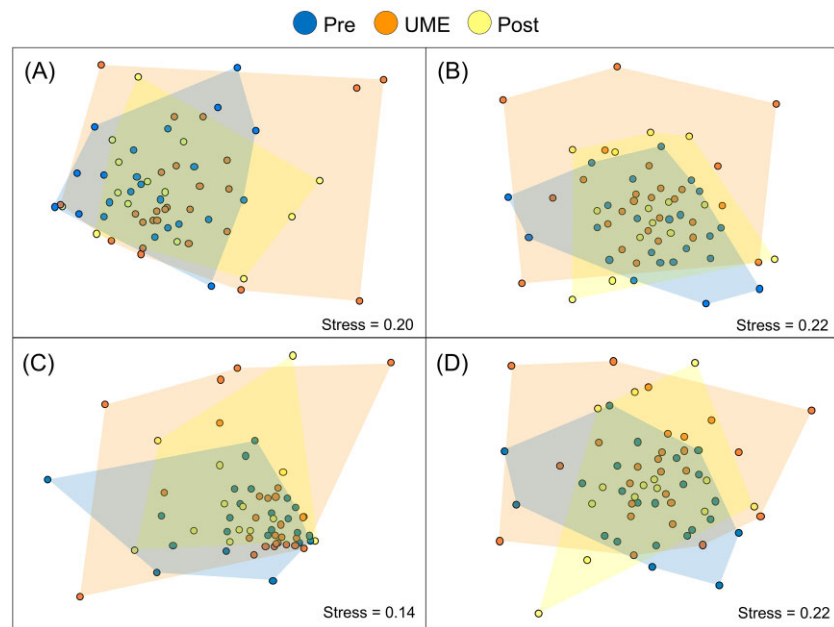 Pre UME Post
(A)
Stress = 0.20
(B)
Stress = 0.22
(C)
Stress = 0.14
(D)
Stress = 0.22